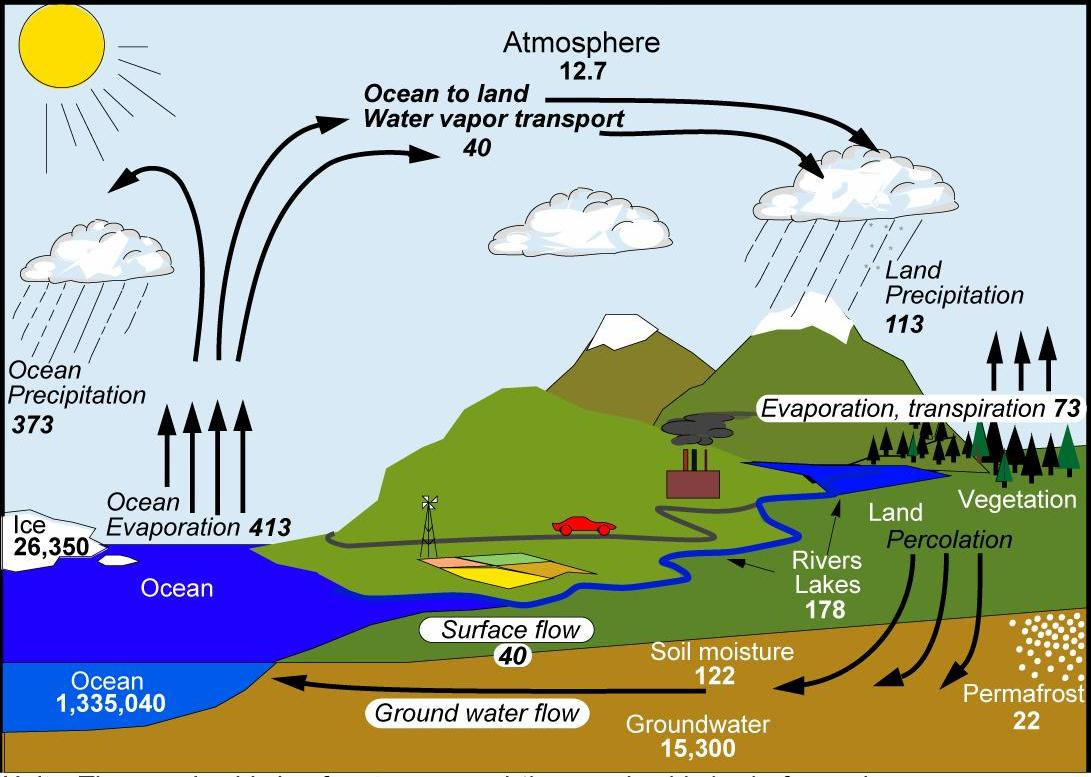 Atmosphere
12.7
Ocean to land
Water vapor transport
40
Land
Precipitation
113
Ocean
Precipitation
373
Evaporation, transpiration 73
Ocean
Evaporation 413
Ice
26,350
Vegetation
Land
Percolation
Ocean
Rivers
Lakes
178
Surface flow
40
Soil moisture
122
Ocean
1,335,040
Permafrost
22
Ground water flow
Groundwater
15,300